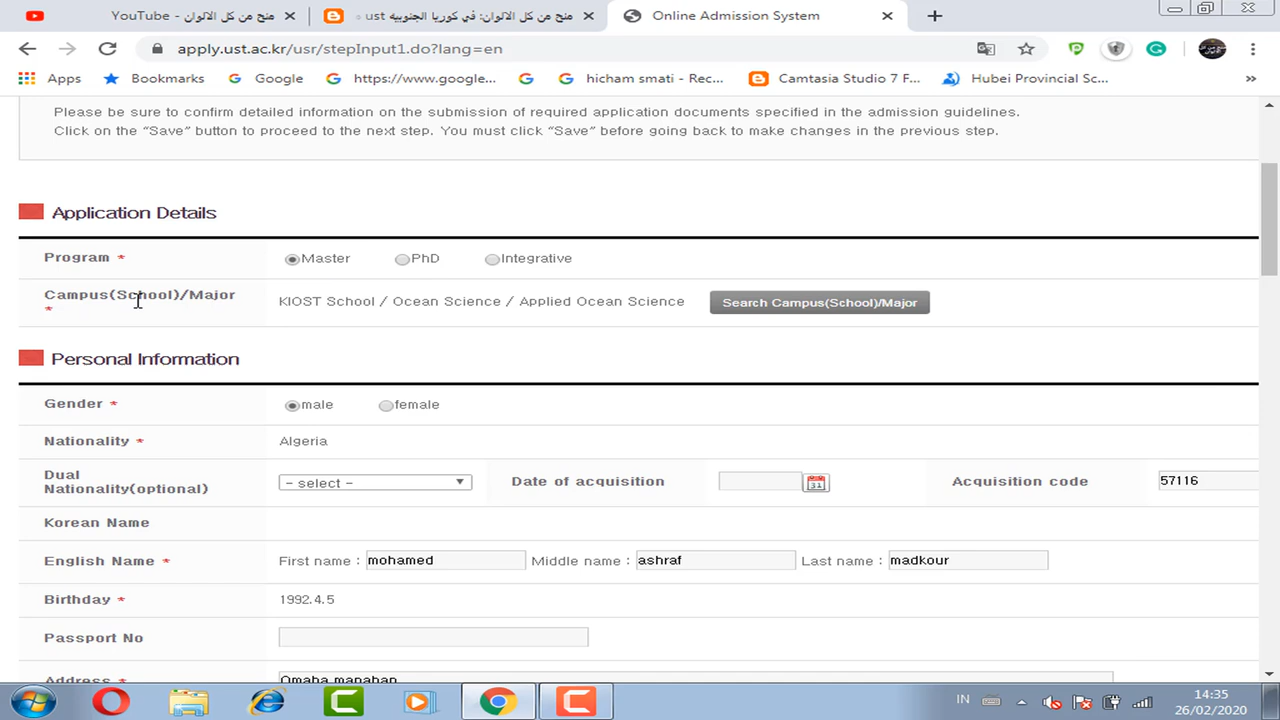 YouTube - منح من كل الالوان
منح من كل الالوان: في كوريا الجنوبيه ust
Online Admission System
apply.ust.ac.kr/usr/stepInput1.do?lang=en
Apps Bookmarks Google https://www.google... hicham smati - Rec... Camtasia Studio 7 F... Hubei Provincial Sc... »
Please be sure to confirm detailed information on the submission of required application documents specified in the admission guidelines.
Click on the “Save” button to proceed to the next step. You must click “Save” before going back to make changes in the previous step.
Application Details
Program * Master PhD Integrative
Campus(School)/Major * KIOST School / Ocean Science / Applied Ocean Science Search Campus(School)/Major
Personal Information
Gender * male female
Nationality * Algeria
Dual
Nationality(optional) - select - Date of acquisition 31 Acquisition code 57116
Korean Name
English Name * First name : mohamed Middle name : ashraf Last name : madkour
Birthday * 1992.4.5
Passport No
Address * Omaha
IN 14:35
26/02/2020